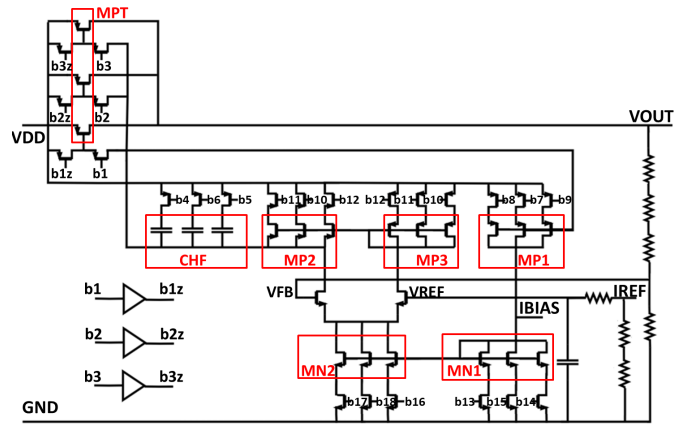 MPT
b3z b3
b2z b2
VOUT
VDD
b1z b1
b4 b6 b5 b11 b10 b12 b12 b11 b10 b8 b7 b9
CHF MP2 MP3 MP1
VFB VREF IREF
b1 b1z
IBIAS
b2 b2z
MN2 MN1
b3 b3z
b17 b18 b16 b13 b15 b14
GND